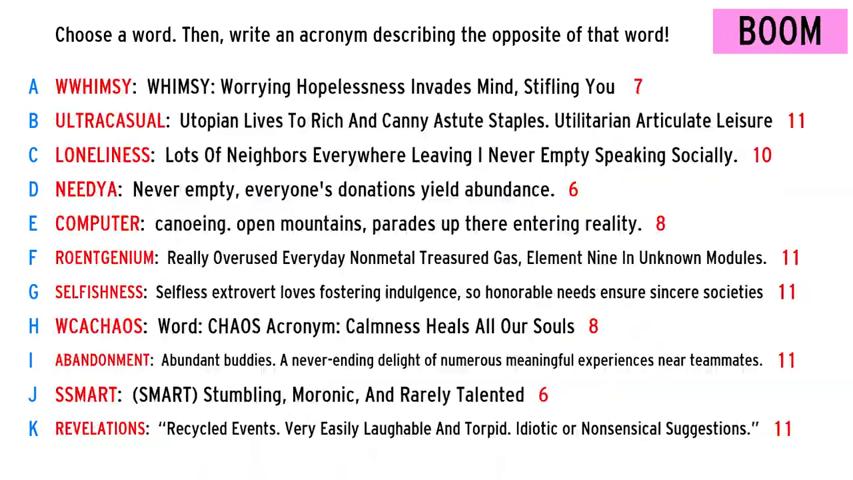 Choose a word. Then, write an acronym describing the opposite of that word!
BOOM
A WWHIMSY: WHIMSY: Worrying Hopelessness Invades Mind, Stifling You 7
B ULTRACASUAL: Utopian Lives To Rich And Canny Astute Staples. Utilitarian Articulate Leisure 11
C LONELINESS: Lots Of Neighbors Everywhere Leaving I Never Empty Speaking Socially. 10
D NEEDYA: Never empty, everyone's donations yield abundance. 6
E COMPUTER: canoeing. open mountains, parades up there entering reality. 8
F ROENTGENIUM: Really Overused Everyday Nonmetal Treasured Gas, Element Nine In Unknown Modules. 11
G SELFISHNESS: Selfless extrovert loves fostering indulgence, so honorable needs ensure sincere societies 11
H WCACHAOS: Word: CHAOS Acronym: Calmness Heals All Our Souls 8
I ABANDONMENT: Abundant buddies. A never-ending delight of numerous meaningful experiences near teammates. 11
J SSMART: (SMART) Stumbling, Moronic, And Rarely Talented 6
K REVELATIONS: “Recycled Events. Very Easily Laughable And Torpid. Idiotic or Nonsensical Suggestions.” 11